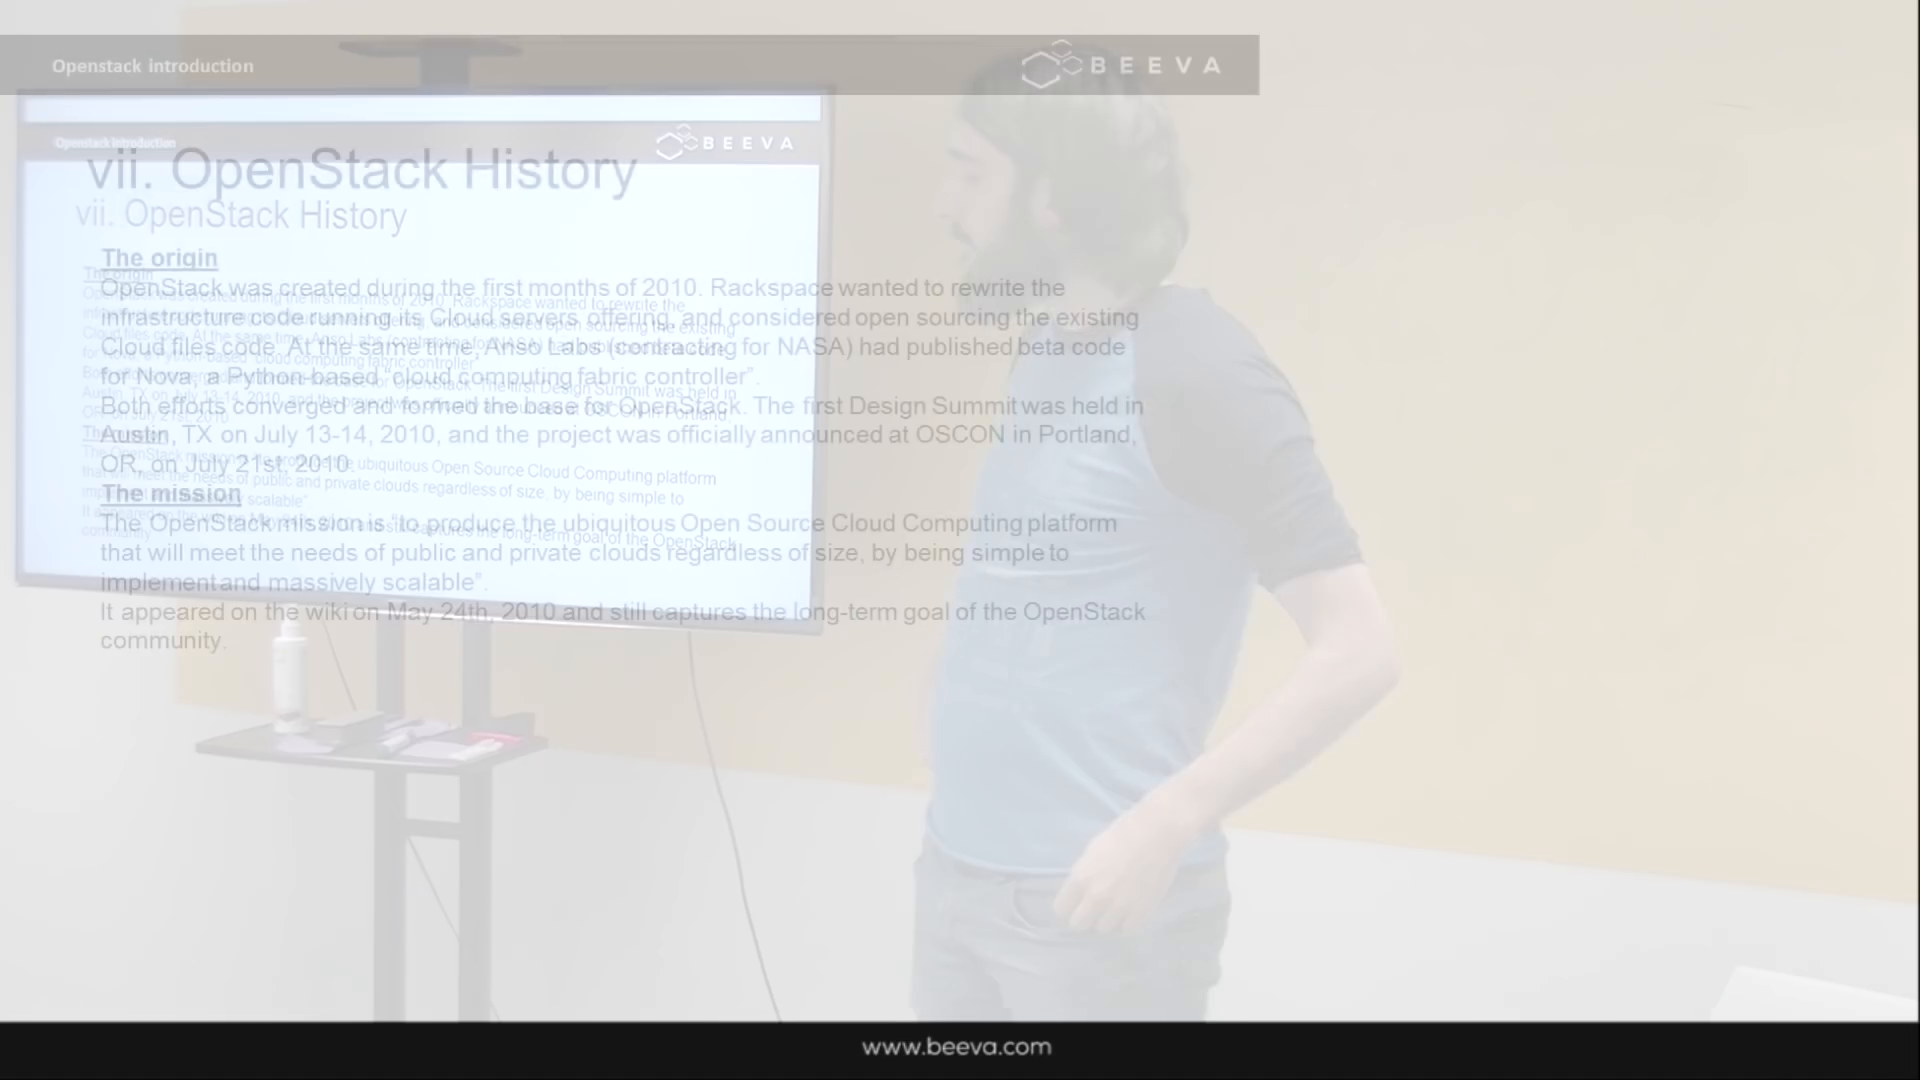 Openstack introduction
BEEVA
Openstack introduction
BEEVA
vii. OpenStack History
vii. OpenStack History
The origin
OpenStack was created during the first months of 2010. Rackspace wanted to rewrite the
infrastructure code running its Cloud servers offering, and considered open sourcing the existing
Cloud files code. At the same time, Anso Labs (contracting for NASA) had published beta code
for Nova, a Python-based “cloud computing fabric controller”.
Both efforts converged and formed the base for OpenStack. The first Design Summit was held in
Austin, TX on July 13-14, 2010, and the project was officially announced at OSCON in Portland,
OR, on July 21st, 2010.
The mission
The OpenStack mission is “to produce the ubiquitous Open Source Cloud Computing platform
that will meet the needs of public and private clouds regardless of size, by being simple to
implement and massively scalable”.
It appeared on the wiki on May 24th, 2010 and still captures the long-term goal of the OpenStack
community.
www.beeva.com